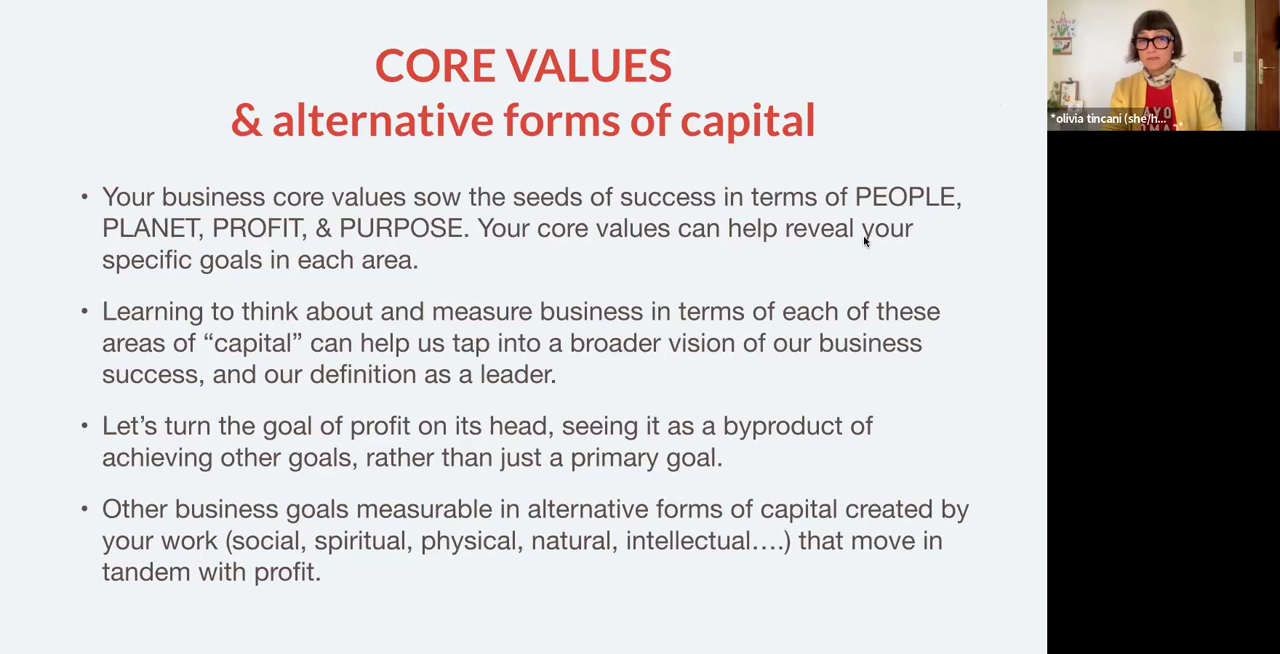 CORE VALUES
& alternative forms of capital
• Your business core values sow the seeds of success in terms of PEOPLE,
PLANET, PROFIT, & PURPOSE. Your core values can help reveal your
specific goals in each area.
• Learning to think about and measure business in terms of each of these
areas of “capital” can help us tap into a broader vision of our business
success, and our definition as a leader.
• Let’s turn the goal of profit on its head, seeing it as a byproduct of
achieving other goals, rather than just a primary goal.
• Other business goals measurable in alternative forms of capital created by
your work (social, spiritual, physical, natural, intellectual….) that move in
tandem with profit.
*olivia tincani (she/h...